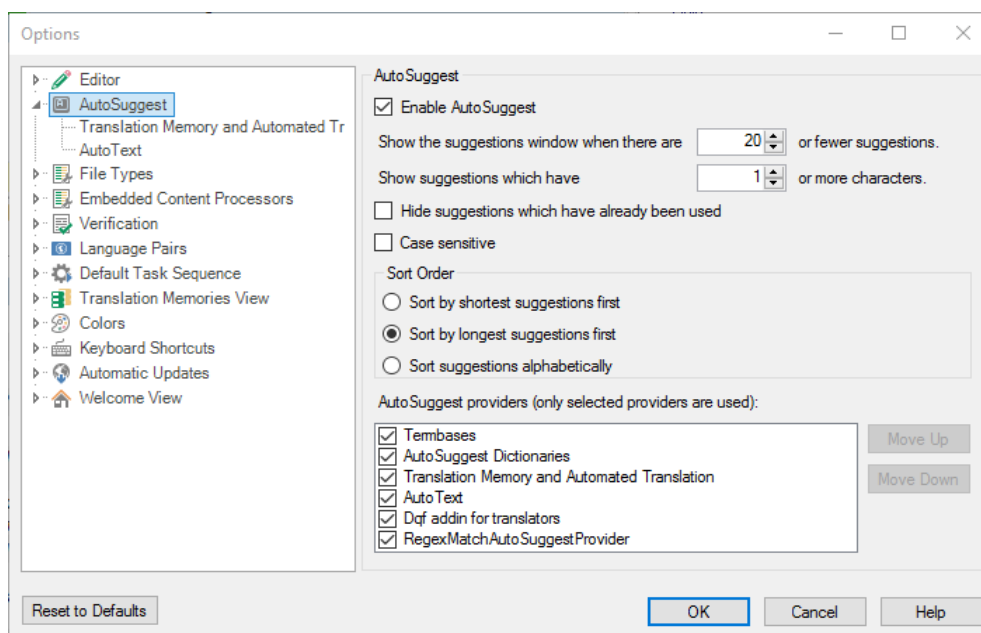 Options
Editor
AutoSuggest
Translation Memory and Automated Tr
AutoText
File Types
Embedded Content Processors
Verification
Language Pairs
Default Task Sequence
Translation Memories View
Colors
Keyboard Shortcuts
Automatic Updates
Welcome View
AutoSuggest
Enable AutoSuggest
Show the suggestions window when there are 20 or fewer suggestions.
Show suggestions which have 1 or more characters.
Hide suggestions which have already been used
Case sensitive
Sort Order
Sort by shortest suggestions first
Sort by longest suggestions first
Sort suggestions alphabetically
AutoSuggest providers (only selected providers are used):
Termbases
AutoSuggest Dictionaries
Translation Memory and Automated Translation
AutoText
Dqf addin for translators
RegexMatchAutoSuggestProvider
Move Up
Move Down
Reset to Defaults
OK
Cancel
Help